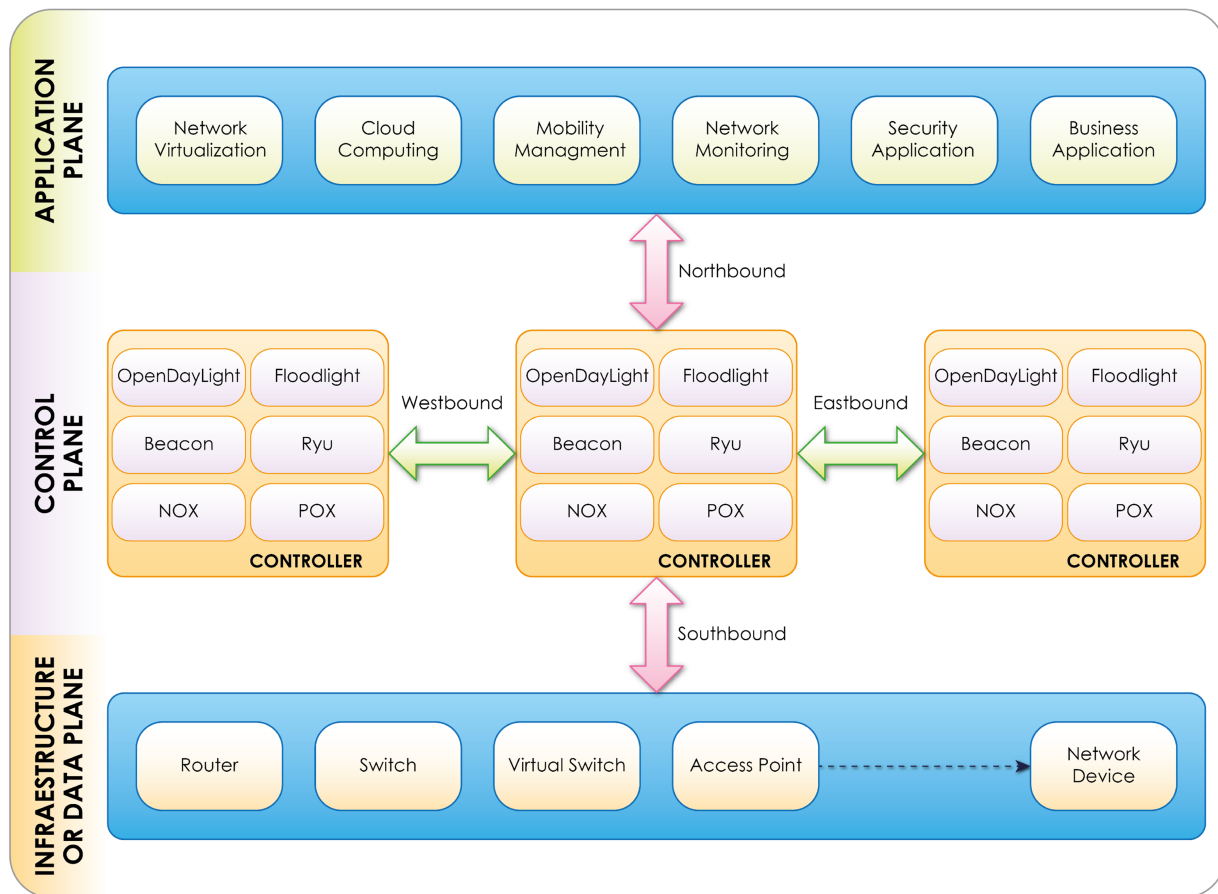 APPLICATION
PLANE
Network
Virtualization
Cloud
Computing
Mobility
Managment
Network
Monitoring
Security
Application
Business
Application
Northbound
CONTROL
PLANE
OpenDayLight
Floodlight
Beacon
Ryu
NOX
POX
CONTROLLER
Westbound
OpenDayLight
Floodlight
Beacon
Ryu
NOX
POX
CONTROLLER
Eastbound
OpenDayLight
Floodlight
Beacon
Ryu
NOX
POX
CONTROLLER
Southbound
INFRAESTRUCTURE
OR DATA PLANE
Router
Switch
Virtual Switch
Access Point
Network
Device